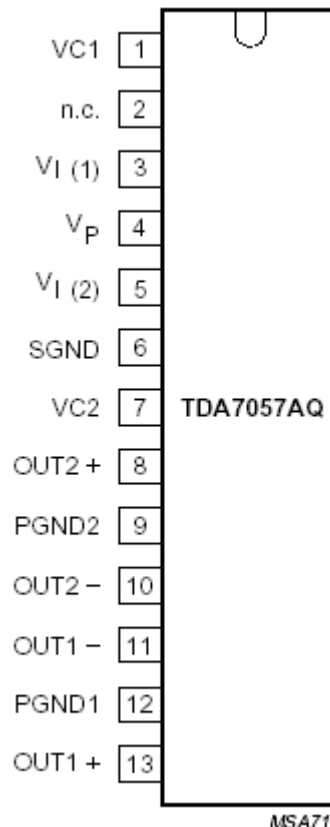 VC1 1
n.c. 2
VI (1) 3
VP 4
VI (2) 5
SGND 6
VC2 7 TDA7057AQ
OUT2 + 8
PGND2 9
OUT2 – 10
OUT1 – 11
PGND1 12
OUT1 + 13
MSA71